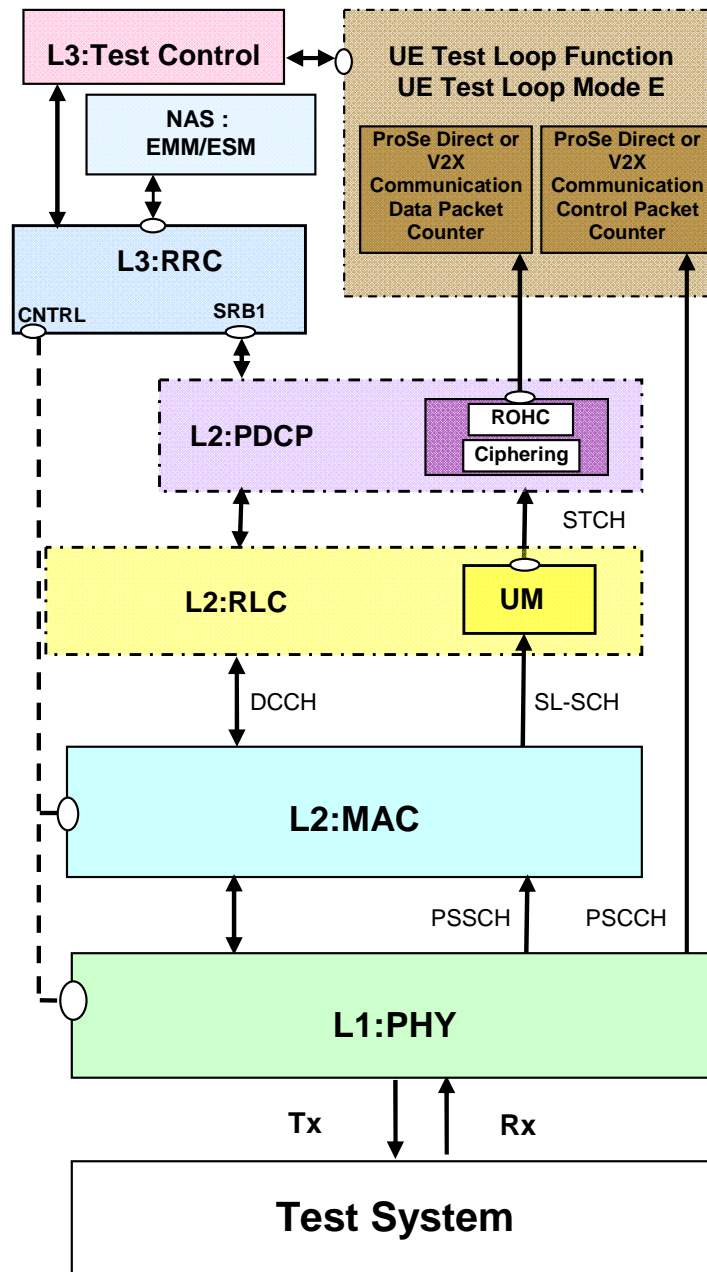 L3:Test Control
UE Test Loop Function
UE Test Loop Mode E
NAS :
EMM/ESM
ProSe Direct or
V2X
Communication
Data Packet
Counter
ProSe Direct or
V2X
Communication
Control Packet
Counter
L3:RRC
CNTRL
SRB1
L2:PDCP
ROHC
Ciphering
STCH
L2:RLC
UM
DCCH
SL-SCH
L2:MAC
PSSCH
PSCCH
L1:PHY
Tx
Rx
Test System